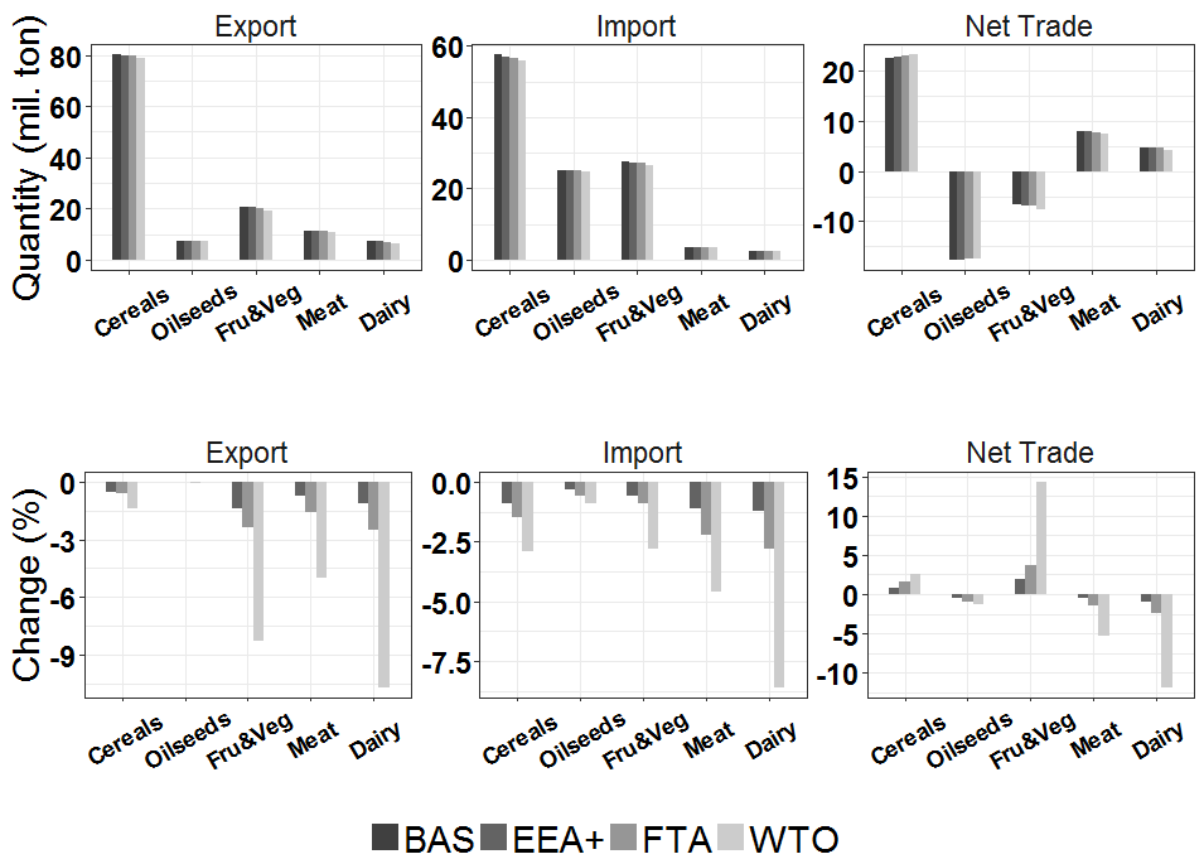 Export Import Net Trade
Quantity (mil. ton)
80
60
40
20
0
60
40
20
0
20
10
0
-10
Cereals Oilseeds Fru&Veg Meat Dairy
Cereals Oilseeds Fru&Veg Meat Dairy
Cereals Oilseeds Fru&Veg Meat Dairy
Export Import Net Trade
Change (%)
0
-3
-6
-9
0.0
-2.5
-5.0
-7.5
15
10
5
0
-5
-10
Cereals Oilseeds Fru&Veg Meat Dairy
Cereals Oilseeds Fru&Veg Meat Dairy
Cereals Oilseeds Fru&Veg Meat Dairy
BAS EEA+ FTA WTO